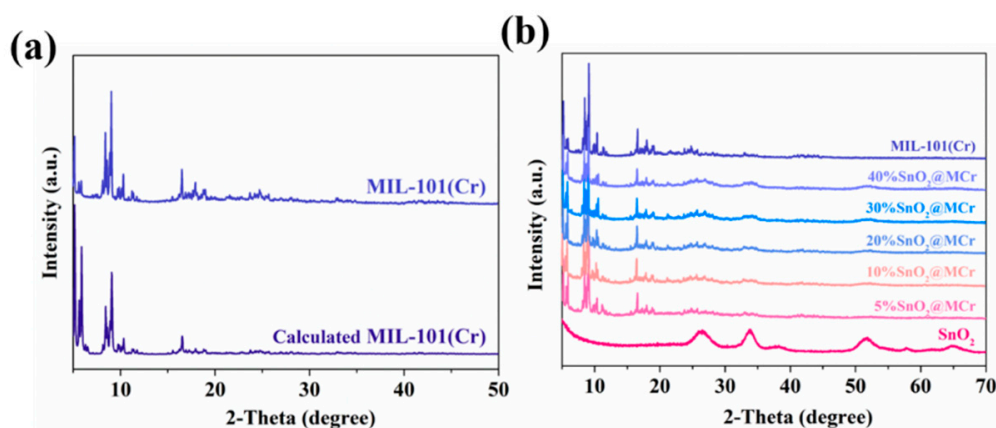 (a)
Intensity (a.u.)
MIL-101(Cr)
Calculated MIL-101(Cr)
10 20 30 40 50
2-Theta (degree)
(b)
Intensity (a.u.)
MIL-101(Cr)
40%SnO₂@MCr
30%SnO₂@MCr
20%SnO₂@MCr
10%SnO₂@MCr
5%SnO₂@MCr
SnO₂
10 20 30 40 50 60 70
2-Theta (degree)